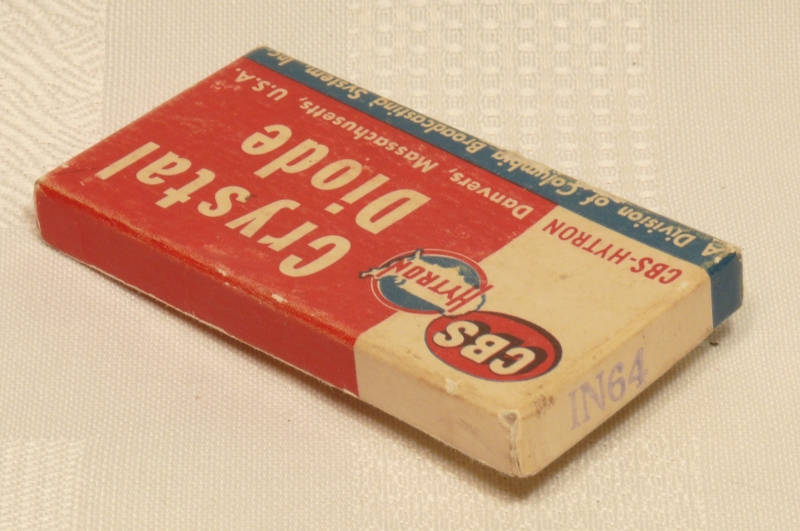 CBS
HYTRON
Crystal
Diode
CBS-HYTRON Danvers, Massachusetts, U.S.A.
A Division of Columbia Broadcasting System, Inc.
IN64